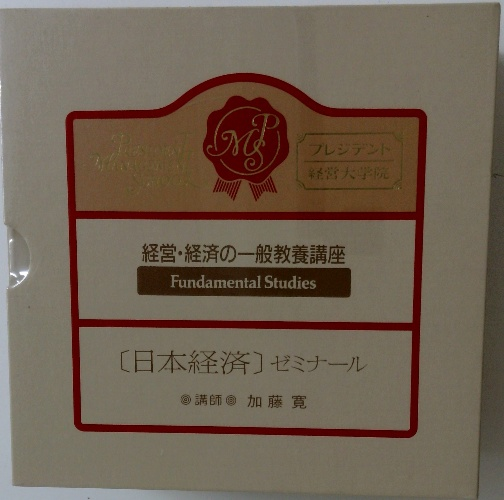 MPS
プレジデント
経営大学院
経営・経済の一般教養講座
Fundamental Studies
〔日本経済〕ゼミナール
◎講師◎ 加藤寛